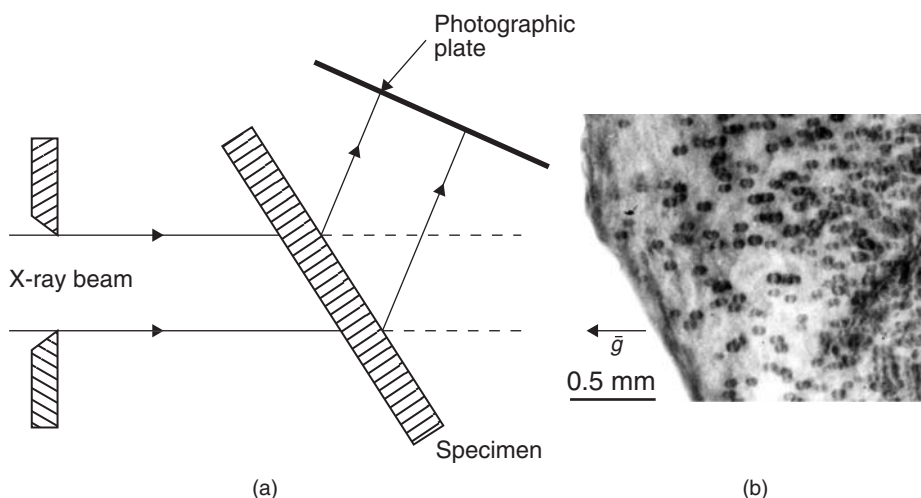 Photographic
plate
X-ray beam
Specimen
(a)
ḡ
0.5 mm
(b)